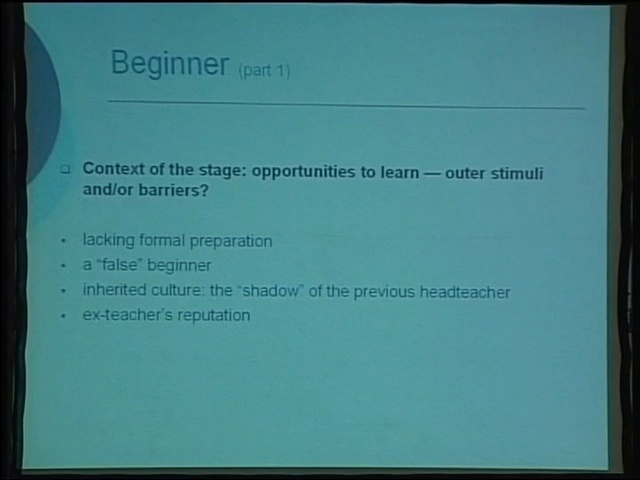 Beginner (part 1)
Context of the stage: opportunities to learn — outer stimuli
and/or barriers?
• lacking formal preparation
• a "false" beginner
• inherited culture: the "shadow" of the previous headteacher
• ex-teacher's reputation